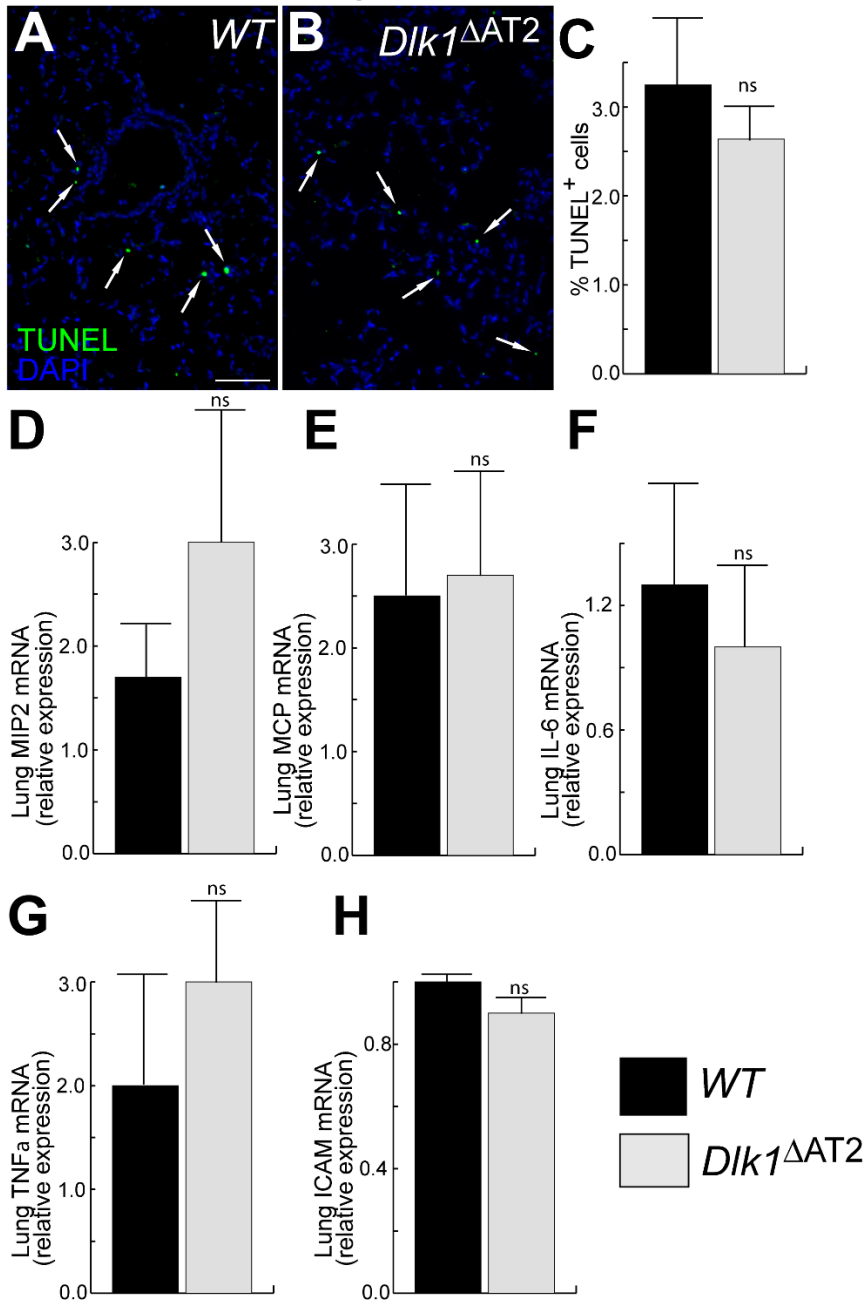 A
WT
B
Dlk1ΔAT2
TUNEL
DAPI
C
ns
% TUNEL+ cells
3.0
2.0
1.0
0.0
D
ns
Lung MIP2 mRNA
(relative expression)
3.0
2.0
1.0
0.0
E
ns
Lung MCP mRNA
(relative expression)
3.0
2.0
1.0
0.0
F
ns
Lung IL-6 mRNA
(relative expression)
1.2
0.6
0.0
G
ns
Lung TNFa mRNA
(relative expression)
3.0
2.0
1.0
0.0
H
ns
Lung ICAM mRNA
(relative expression)
0.8
0.4
0.0
WT
Dlk1ΔAT2